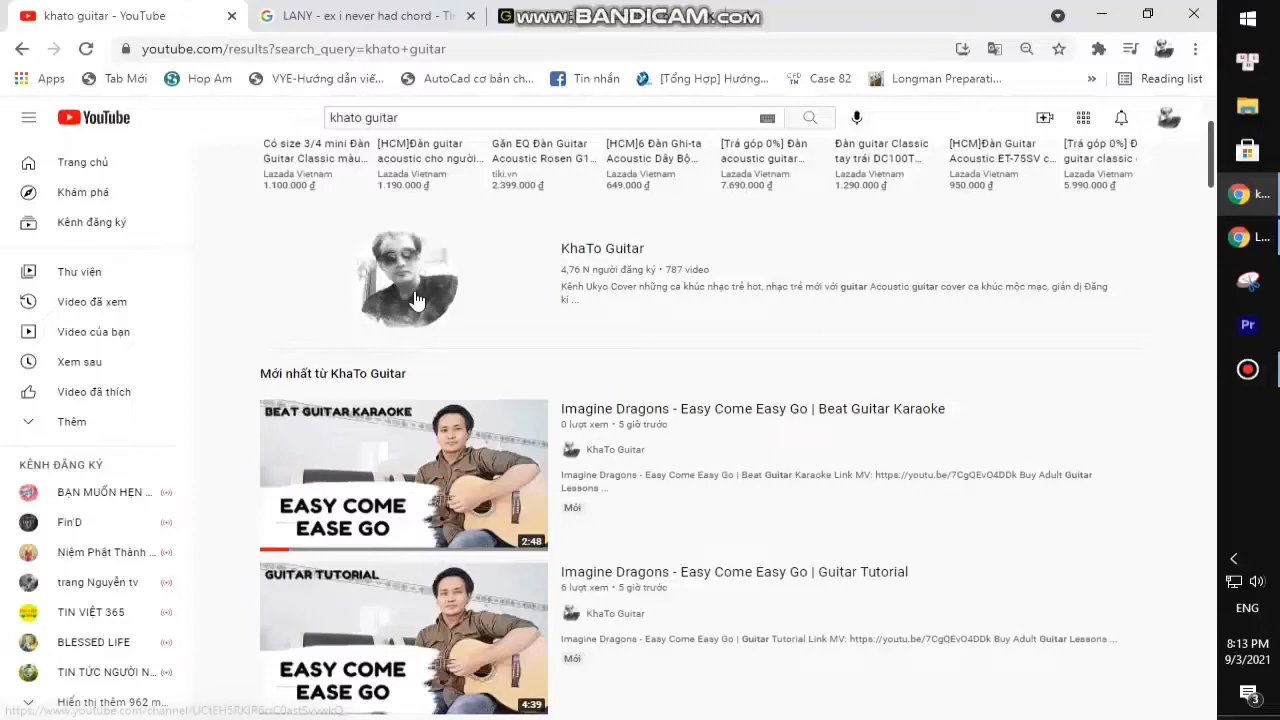 khato guitar - YouTube
LANY - ex i never had chord - Tì
www.BANDICAM.com
youtube.com/results?search_query=khato+guitar
Apps
Tab Mới
Hop Am
VYE-Hướng dẫn viế...
AutoCad cơ bản ch...
Tin nhắn
[Tổng Hợp] Hướng...
Case 82
Longman Preparati...
»
Reading list
YouTube
khato guitar
Có size 3/4 mini Đàn
Guitar Classic màu...
Lazada Vietnam
1.100.000 ₫
[HCM]Đàn guitar
acoustic cho người...
Lazada Vietnam
1.190.000 ₫
Gắn EQ Đàn Guitar
Acoustic Rosen G1...
tiki.vn
2.399.000 ₫
[HCM]6 Đàn Ghi-ta
Acoustic Dây Bộ...
Lazada Vietnam
649.000 ₫
[Trả góp 0%] Đàn
acoustic guitar...
Lazada Vietnam
7.690.000 ₫
Đàn guitar Classic
tay trái DC100T...
Lazada Vietnam
1.290.000 ₫
[HCM]Đàn Guitar
Acoustic ET-75SV c...
Lazada Vietnam
950.000 ₫
[Trả góp 0%] Đàn
guitar classic
Lazada Vietnam
5.990.000 ₫
Trang chủ
Khám phá
Kênh đăng ký
Thư viện
Video đã xem
Video của bạn
Xem sau
Video đã thích
Thêm
KÊNH ĐĂNG KÝ
BẠN MUỐN HẸN ...
Fin'D
Niệm Phật Thành ...
trang Nguyễn tv
TIN VIỆT 365
BLESSED LIFE
TIN TỨC NGƯỜI N...
Hiển thị thêm 962 m...
KhaTo Guitar
4,76 N người đăng ký • 787 video
Kênh Ukyo Cover những ca khúc nhạc trẻ hot, nhạc trẻ mới với guitar Acoustic guitar cover ca khúc mộc mạc, giản dị Đăng
kí ...
Mới nhất từ KhaTo Guitar
BEAT GUITAR KARAOKE
EASY COME
EASE GO
2:48
Imagine Dragons - Easy Come Easy Go | Beat Guitar Karaoke
0 lượt xem • 5 giờ trước
KhaTo Guitar
Imagine Dragons - Easy Come Easy Go | Beat Guitar Karaoke Link MV: https://youtu.be/7CgQEvO4DDk Buy Adult Guitar
Lessons ...
Mới
GUITAR TUTORIAL
EASY COME
EASE GO
4:39
Imagine Dragons - Easy Come Easy Go | Guitar Tutorial
6 lượt xem • 5 giờ trước
KhaTo Guitar
Imagine Dragons - Easy Come Easy Go | Guitar Tutorial Link MV: https://youtu.be/7CgQEvO4DDk Buy Adult Guitar Lessons ...
Mới
k...
L...
Pr
ENG
8:13 PM
9/3/2021
3